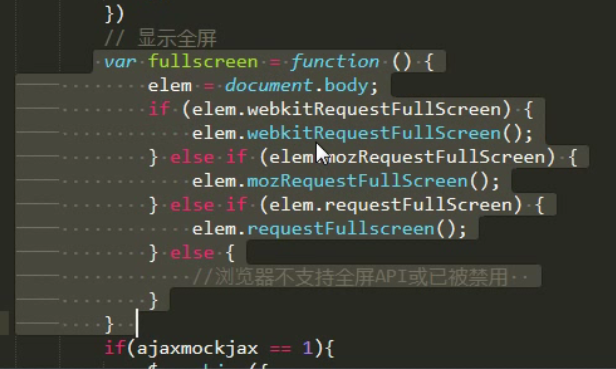 })
// 显示全屏
var fullscreen = function () {
elem = document.body;
if (elem.webkitRequestFullScreen) {
elem.webkitRequestFullScreen();
} else if (elem.mozRequestFullScreen) {
elem.mozRequestFullScreen();
} else if (elem.requestFullScreen) {
elem.requestFullscreen();
} else {
//浏览器不支持全屏API或已被禁用
}
}
if(ajaxmockjax == 1){